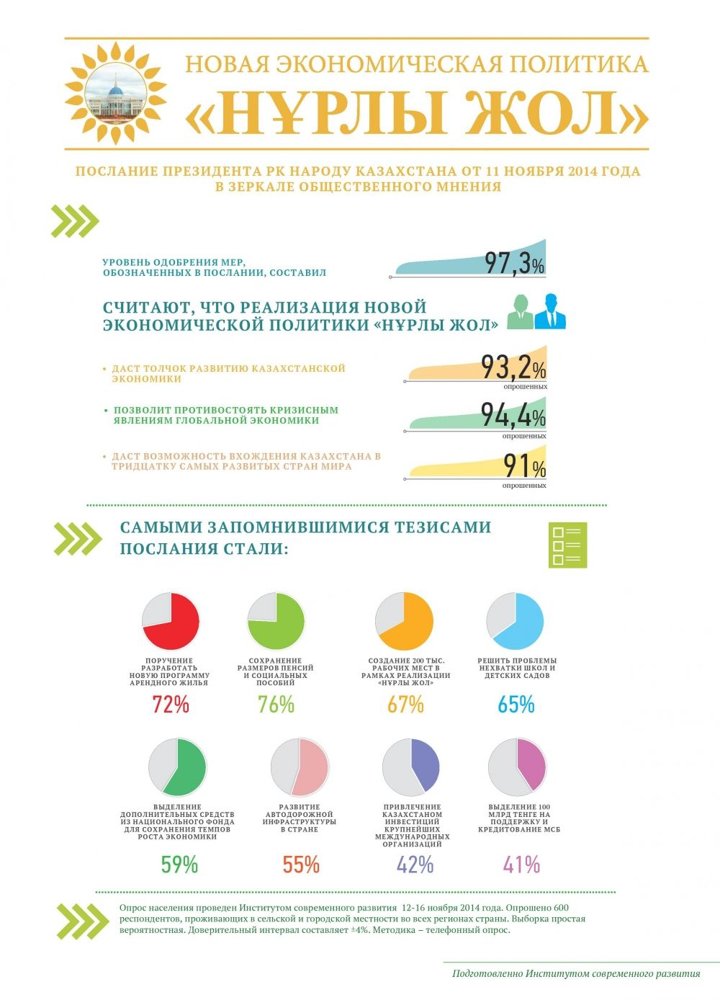 НОВАЯ ЭКОНОМИЧЕСКАЯ ПОЛИТИКА
«НҰРЛЫ ЖОЛ»
ПОСЛАНИЕ ПРЕЗИДЕНТА РК НАРОДУ КАЗАХСТАНА ОТ 11 НОЯБРЯ 2014 ГОДА
В ЗЕРКАЛЕ ОБЩЕСТВЕННОГО МНЕНИЯ
УРОВЕНЬ ОДОБРЕНИЯ МЕР,
ОБОЗНАЧЕННЫХ В ПОСЛАНИИ, СОСТАВИЛ
97,3%
СЧИТАЮТ, ЧТО РЕАЛИЗАЦИЯ НОВОЙ
ЭКОНОМИЧЕСКОЙ ПОЛИТИКИ «НҰРЛЫ ЖОЛ»
• ДАСТ ТОЛЧОК РАЗВИТИЮ КАЗАХСТАНСКОЙ
ЭКОНОМИКИ
93,2%
опрошенных
• ПОЗВОЛИТ ПРОТИВОСТОЯТЬ КРИЗИСНЫМ
ЯВЛЕНИЯМ ГЛОБАЛЬНОЙ ЭКОНОМИКИ
94,4%
опрошенных
• ДАСТ ВОЗМОЖНОСТЬ ВХОЖДЕНИЯ КАЗАХСТАНА В
ТРИДЦАТКУ САМЫХ РАЗВИТЫХ СТРАН МИРА
91%
опрошенных
САМЫМИ ЗАПОМНИВШИМИСЯ ТЕЗИСАМИ
ПОСЛАНИЯ СТАЛИ:
ПОРУЧЕНИЕ
РАЗРАБОТАТЬ
НОВУЮ ПРОГРАММУ
АРЕНДНОГО ЖИЛЬЯ
72%
СОХРАНЕНИЕ
РАЗМЕРОВ ПЕНСИЙ
И СОЦИАЛЬНЫХ
ПОСОБИЙ
76%
СОЗДАНИЕ 200 ТЫС.
РАБОЧИХ МЕСТ В
РАМКАХ РЕАЛИЗАЦИИ
«НҰРЛЫ ЖОЛ»
67%
РЕШИТЬ ПРОБЛЕМЫ
НЕХВАТКИ ШКОЛ И
ДЕТСКИХ САДОВ
65%
ВЫДЕЛЕНИЕ
ДОПОЛНИТЕЛЬНЫХ СРЕДСТВ
ИЗ НАЦИОНАЛЬНОГО ФОНДА
ДЛЯ СОХРАНЕНИЯ ТЕМПОВ
РОСТА ЭКОНОМИКИ
59%
РАЗВИТИЕ
АВТОДОРОЖНОЙ
ИНФРАСТРУКТУРЫ
В СТРАНЕ
55%
ПРИВЛЕЧЕНИЕ
КАЗАХСТАНОМ
ИНВЕСТИЦИЙ
КРУПНЕЙШИХ
МЕЖДУНАРОДНЫХ
ОРГАНИЗАЦИЙ
42%
ВЫДЕЛЕНИЕ 100
МЛРД ТЕНГЕ НА
ПОДДЕРЖКУ И
КРЕДИТОВАНИЕ МСБ
41%
Опрос населения проведен Институтом современного развития 12-16 ноября 2014 года. Опрошено 600
респондентов, проживающих в сельской и городской местности во всех регионах страны. Выборка простая
вероятностная. Доверительный интервал составляет ±4%. Методика – телефонный опрос.
Подготовленно Институтом современного развития